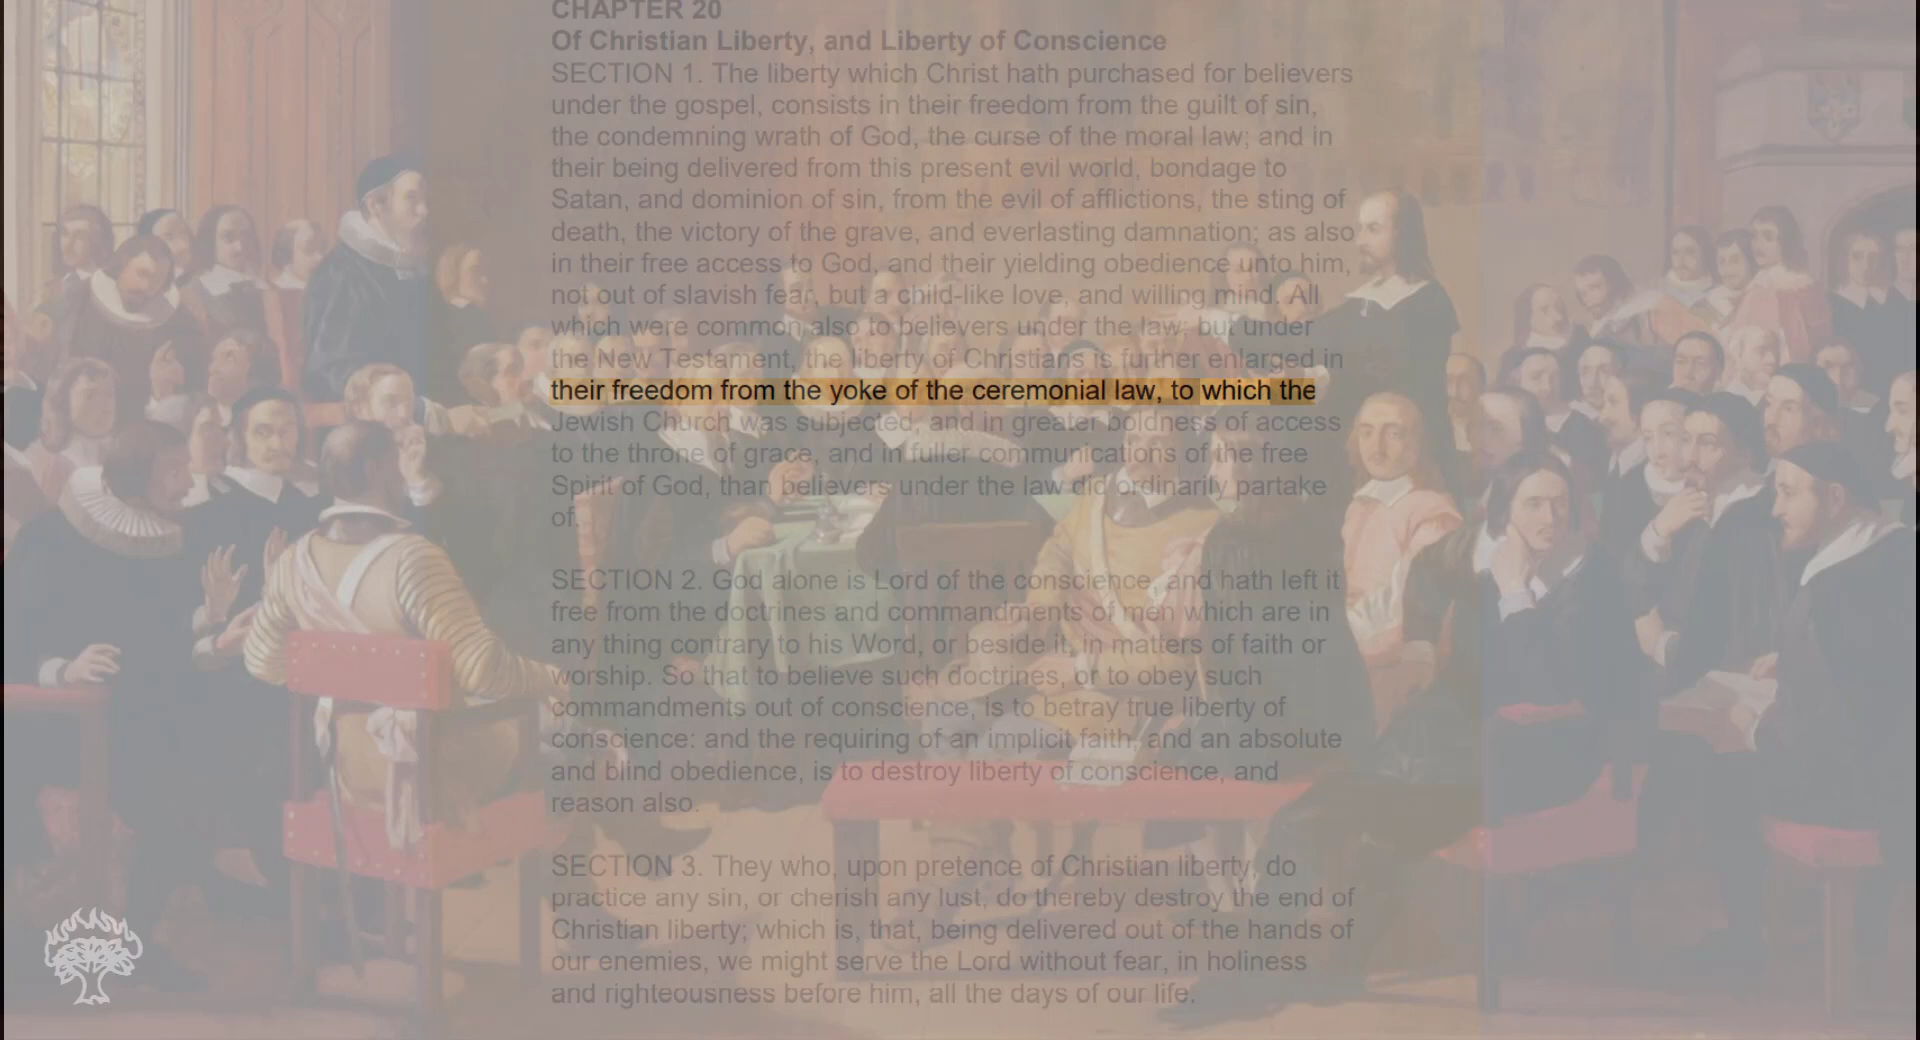 CHAPTER 20
Of Christian Liberty, and Liberty of Conscience
SECTION 1. The liberty which Christ hath purchased for believers
under the gospel, consists in their freedom from the guilt of sin,
the condemning wrath of God, the curse of the moral law; and in
their being delivered from this present evil world, bondage to
Satan, and dominion of sin, from the evil of afflictions, the sting of
death, the victory of the grave, and everlasting damnation; as also
in their free access to God, and their yielding obedience unto him,
not out of slavish fear, but a child-like love, and willing mind. All
which were common also to believers under the law; but under
the New Testament, the liberty of Christians is further enlarged in
their freedom from the yoke of the ceremonial law, to which the
Jewish Church was subjected, and in greater boldness of access
to the throne of grace, and in fuller communications of the free
Spirit of God, than believers under the law did ordinarily partake
of.
SECTION 2. God alone is Lord of the conscience, and hath left it
free from the doctrines and commandments of men which are in
any thing contrary to his Word, or beside it, in matters of faith or
worship. So that to believe such doctrines, or to obey such
commandments out of conscience, is to betray true liberty of
conscience: and the requiring of an implicit faith, and an absolute
and blind obedience, is to destroy liberty of conscience, and
reason also.
SECTION 3. They who, upon pretence of Christian liberty, do
practice any sin, or cherish any lust, do thereby destroy the end of
Christian liberty; which is, that, being delivered out of the hands of
our enemies, we might serve the Lord without fear, in holiness
and righteousness before him, all the days of our life.